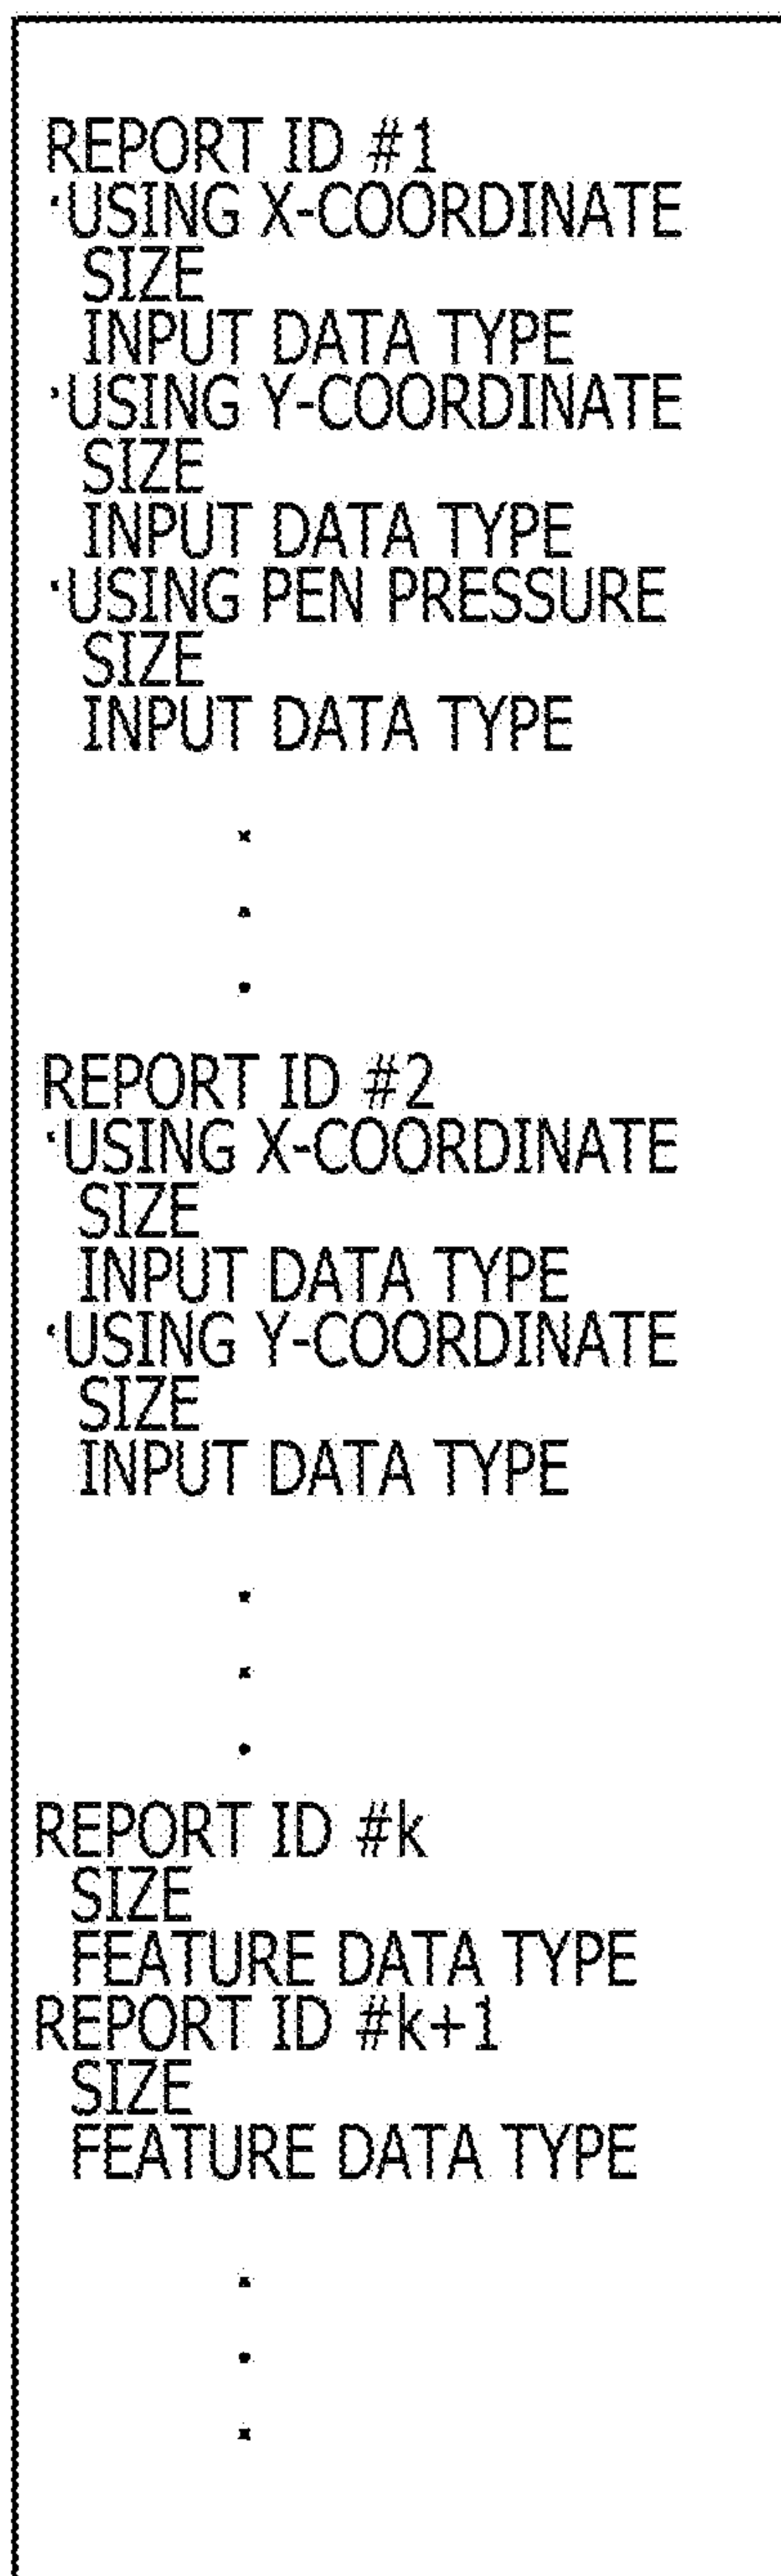 REPORT ID #1
·USING X-COORDINATE
SIZE
INPUT DATA TYPE
·USING Y-COORDINATE
SIZE
INPUT DATA TYPE
·USING PEN PRESSURE
SIZE
INPUT DATA TYPE
REPORT ID #2
·USING X-COORDINATE
SIZE
INPUT DATA TYPE
·USING Y-COORDINATE
SIZE
INPUT DATA TYPE
REPORT ID #k
SIZE
FEATURE DATA TYPE
REPORT ID #k+1
SIZE
FEATURE DATA TYPE